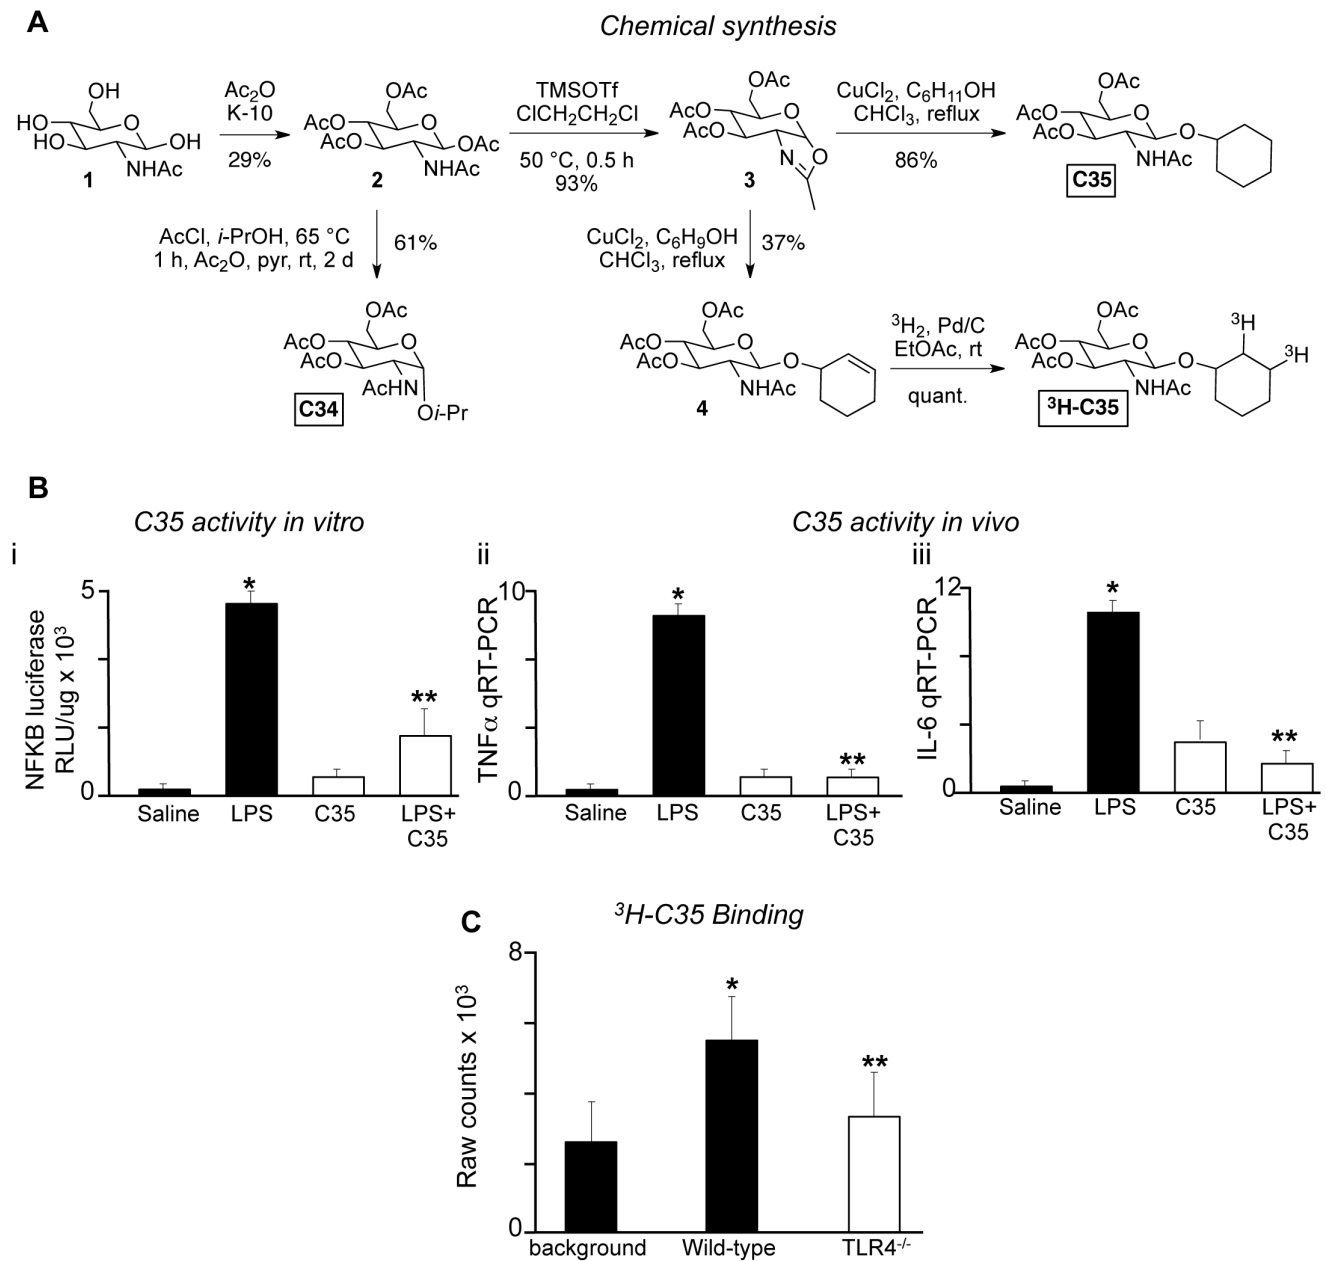 A
Chemical synthesis
OH
HO
HO
O
OH
NHAc
1
Ac₂O
K-10
29%
OAc
AcO
AcO
O
OAc
NHAc
2
TMSOTf
ClCH₂CH₂Cl
50 °C, 0.5 h
93%
OAc
AcO
AcO
O
N
O
3
CuCl₂, C₆H₁₁OH
CHCl₃, reflux
86%
OAc
AcO
AcO
O
O
NHAc
C35
AcCl, i-PrOH, 65 °C
1 h, Ac₂O, pyr, rt, 2 d
61%
CuCl₂, C₆H₉OH
CHCl₃, reflux
37%
OAc
AcO
AcO
O
AcHN
Oi-Pr
C34
OAc
AcO
AcO
O
O
NHAc
4
³H₂, Pd/C
EtOAc, rt
quant.
OAc
AcO
AcO
O
O
NHAc
³H
³H
³H-C35
B
C35 activity in vitro
C35 activity in vivo
i
NFKB luciferase
RLU/ug x 10³
5
0
*
**
Saline
LPS
C35
LPS+
C35
ii
TNFα qRT-PCR
10
0
*
**
Saline
LPS
C35
LPS+
C35
iii
IL-6 qRT-PCR
12
0
*
**
Saline
LPS
C35
LPS+
C35
C
³H-C35 Binding
Raw counts x 10³
8
0
*
**
background
Wild-type
TLR4⁻/⁻